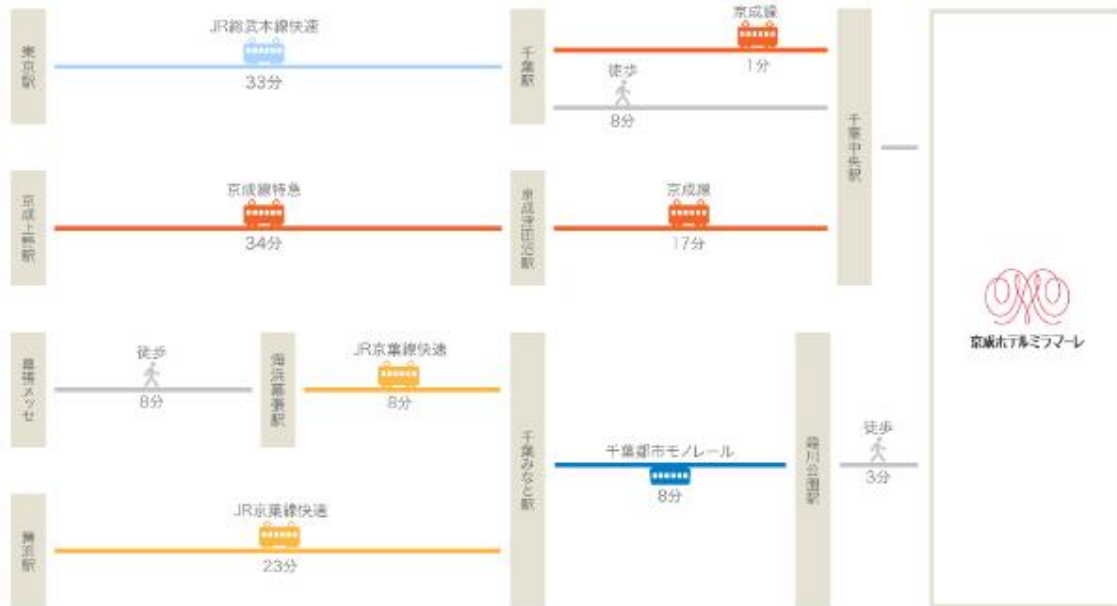 東京駅
JR総武本線快速
33分
千葉駅
京成線
1分
徒歩
8分
千葉中央駅
京成上野駅
京成線特急
34分
京成津田沼駅
京成線
17分
京成ホテルミラマーレ
幕張メッセ
徒歩
8分
海浜幕張駅
JR京葉線快速
8分
千葉みなと駅
千葉都市モノレール
8分
葭川公園駅
徒歩
3分
舞浜駅
JR京葉線快速
23分